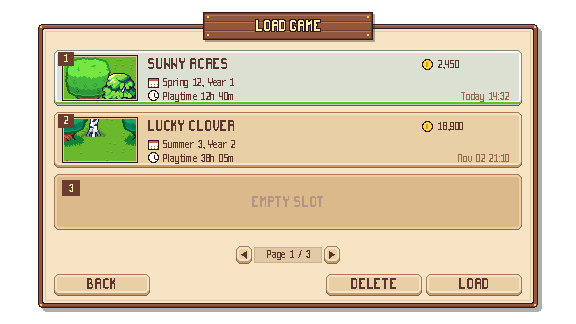 LOAD GAME
1
SUNNY ACRES
2,450
Spring 12, Year 1
Playtime 12h 40m
Today 14:32
2
LUCKY CLOVER
18,900
Summer 3, Year 2
Playtime 38h 05m
Nov 02 21:10
3
EMPTY SLOT
Page 1 / 3
BACK
DELETE
LOAD